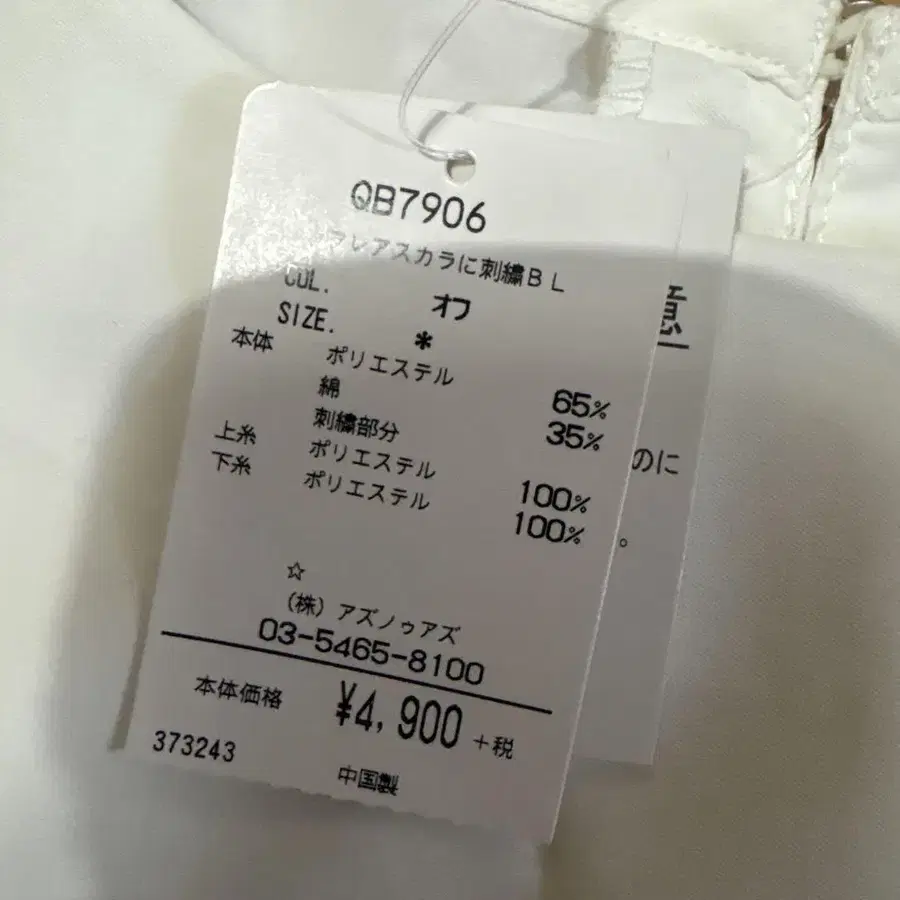 QB7906
フレアスカラに刺繍BL
COL. オフ
SIZE. *
本体 ポリエステル 65%
綿 35%
刺繍部分
上糸 ポリエステル 100%
下糸 ポリエステル 100%
☆
(株) アズノゥアズ
03-5465-8100
本体価格 ¥4,900 +税
373243
中国製
意
のに
。